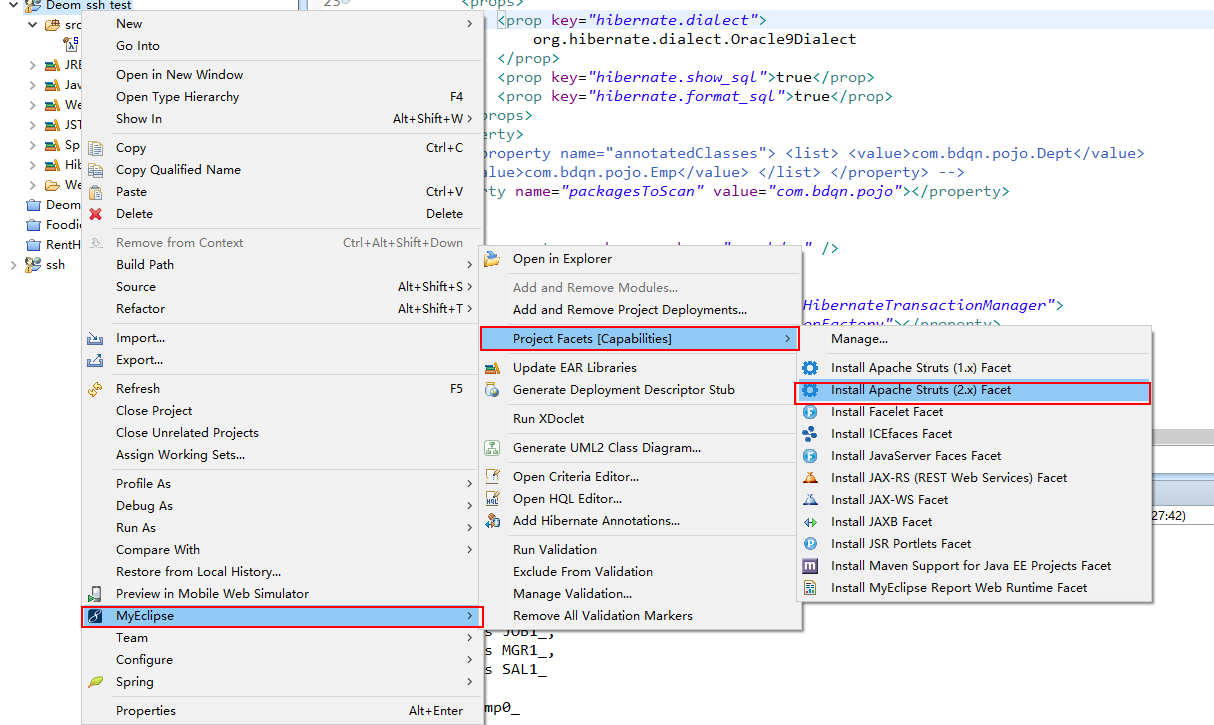 Deom ssh test
src
JRE
Jav
We
JST
Sp
Hib
We
Deom
Foodie
RentH
ssh
23
<props>
<prop key="hibernate.dialect">
org.hibernate.dialect.Oracle9Dialect
</prop>
<prop key="hibernate.show_sql">true</prop>
<prop key="hibernate.format_sql">true</prop>
props>
erty>
property name="annotatedClasses"> <list> <value>com.bdqn.pojo.Dept</value>
alue>com.bdqn.pojo.Emp</value> </list> </property> -->
rty name="packagesToScan" value="com.bdqn.pojo"></property>
" />
HibernateTransactionManager">
onFactory"></property>
27:42)
s JOB1_,
s MGR1_,
s SAL1_
mp0_
New
Go Into
Open in New Window
Open Type Hierarchy F4
Show In Alt+Shift+W
Copy Ctrl+C
Copy Qualified Name
Paste Ctrl+V
Delete Delete
Remove from Context Ctrl+Alt+Shift+Down
Build Path
Source Alt+Shift+S
Refactor Alt+Shift+T
Import...
Export...
Refresh F5
Close Project
Close Unrelated Projects
Assign Working Sets...
Profile As
Debug As
Run As
Compare With
Restore from Local History...
Preview in Mobile Web Simulator
MyEclipse
Team
Configure
Spring
Properties Alt+Enter
Open in Explorer
Add and Remove Modules...
Add and Remove Project Deployments...
Project Facets [Capabilities]
Update EAR Libraries
Generate Deployment Descriptor Stub
Run XDoclet
Generate UML2 Class Diagram...
Open Criteria Editor...
Open HQL Editor...
Add Hibernate Annotations...
Run Validation
Exclude From Validation
Manage Validation...
Remove All Validation Markers
Manage...
Install Apache Struts (1.x) Facet
Install Apache Struts (2.x) Facet
Install Facelet Facet
Install ICEfaces Facet
Install JavaServer Faces Facet
Install JAX-RS (REST Web Services) Facet
Install JAX-WS Facet
Install JAXB Facet
Install JSR Portlets Facet
Install Maven Support for Java EE Projects Facet
Install MyEclipse Report Web Runtime Facet